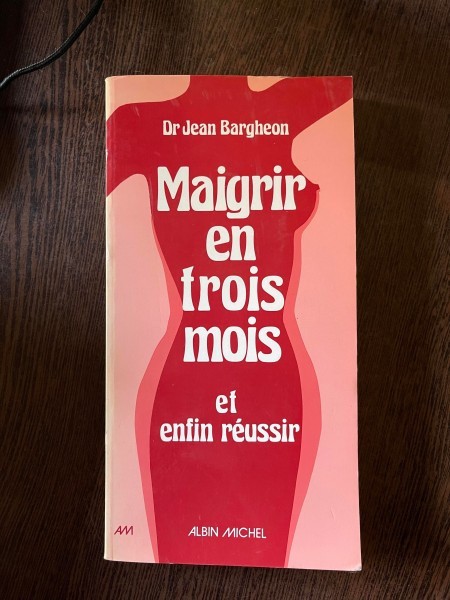 Dr Jean Bargheon
Maigrir
en
trois
mois
et
enfin réussir
AM
ALBIN MICHEL